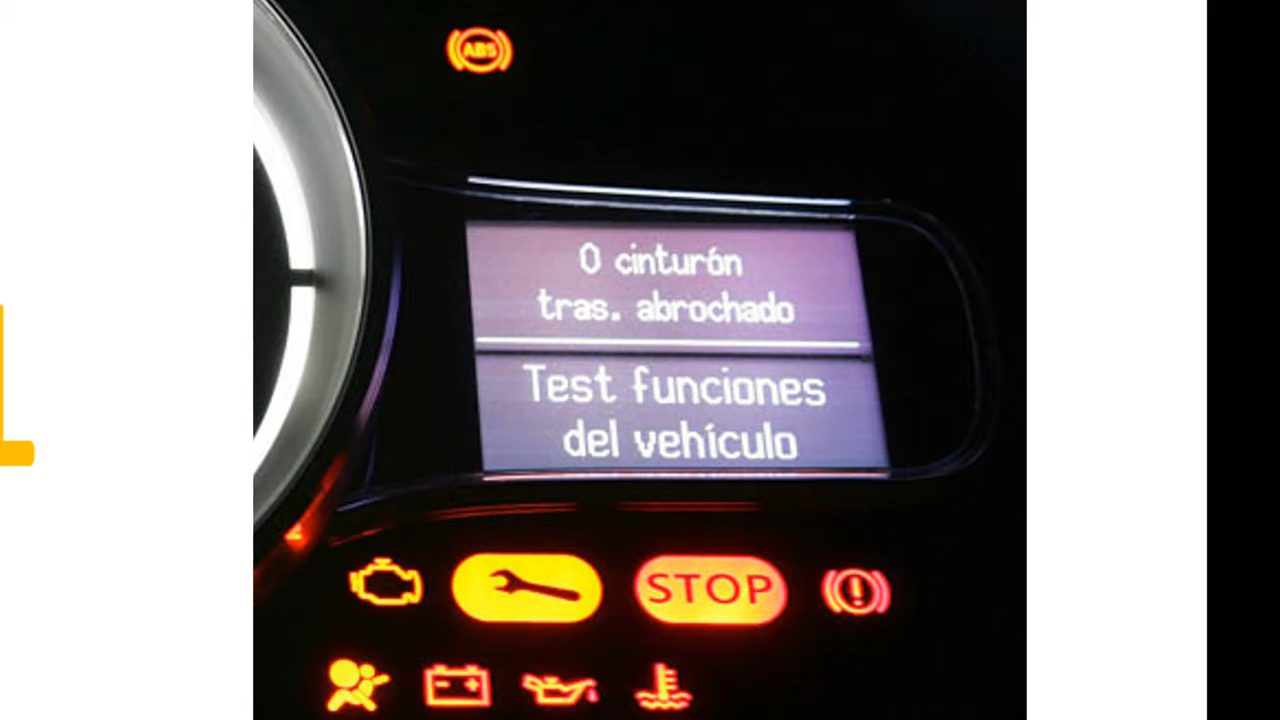 ABS
0 cinturón
tras. abrochado
Test funciones
del vehículo
STOP